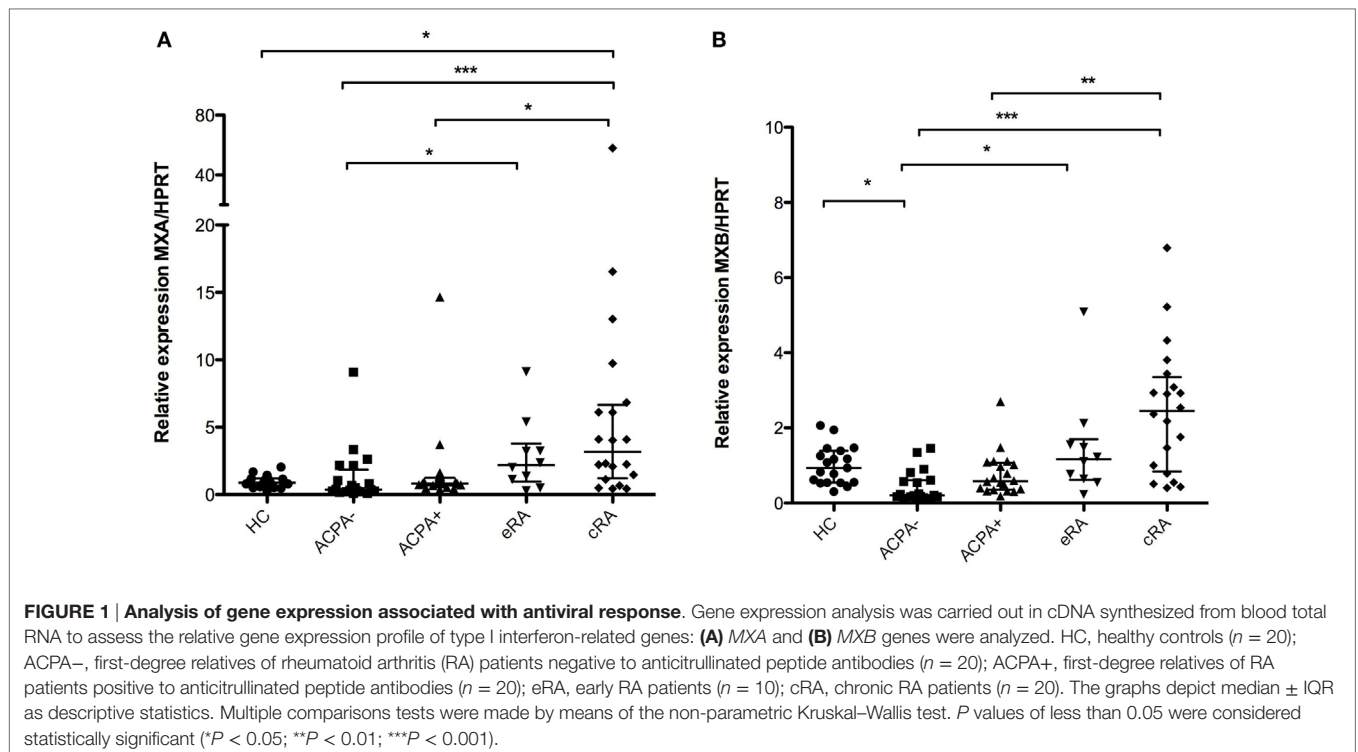 A
B
*
***
*
*
80
40
20
15
10
5
0
Relative expression MXA/HPRT
HC
ACPA-
ACPA+
eRA
cRA
**
***
*
*
10
8
6
4
2
0
Relative expression MXB/HPRT
HC
ACPA-
ACPA+
eRA
cRA
FIGURE 1 | Analysis of gene expression associated with antiviral response. Gene expression analysis was carried out in cDNA synthesized from blood total
RNA to assess the relative gene expression profile of type I interferon-related genes: (A) MXA and (B) MXB genes were analyzed. HC, healthy controls (n = 20);
ACPA−, first-degree relatives of rheumatoid arthritis (RA) patients negative to anticitrullinated peptide antibodies (n = 20); ACPA+, first-degree relatives of RA
patients positive to anticitrullinated peptide antibodies (n = 20); eRA, early RA patients (n = 10); cRA, chronic RA patients (n = 20). The graphs depict median ± IQR
as descriptive statistics. Multiple comparisons tests were made by means of the non-parametric Kruskal–Wallis test. P values of less than 0.05 were considered
statistically significant (*P < 0.05; **P < 0.01; ***P < 0.001).